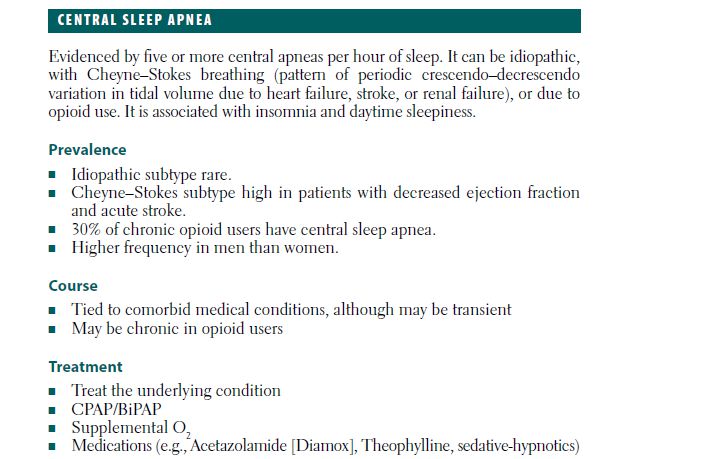 CENTRAL SLEEP APNEA
Evidenced by five or more central apneas per hour of sleep. It can be idiopathic,
with Cheyne–Stokes breathing (pattern of periodic crescendo–decrescendo
variation in tidal volume due to heart failure, stroke, or renal failure), or due to
opioid use. It is associated with insomnia and daytime sleepiness.
Prevalence
■ Idiopathic subtype rare.
■ Cheyne–Stokes subtype high in patients with decreased ejection fraction
and acute stroke.
■ 30% of chronic opioid users have central sleep apnea.
■ Higher frequency in men than women.
Course
■ Tied to comorbid medical conditions, although may be transient
■ May be chronic in opioid users
Treatment
■ Treat the underlying condition
■ CPAP/BiPAP
■ Supplemental O₂
■ Medications (e.g., Acetazolamide [Diamox], Theophylline, sedative-hypnotics)